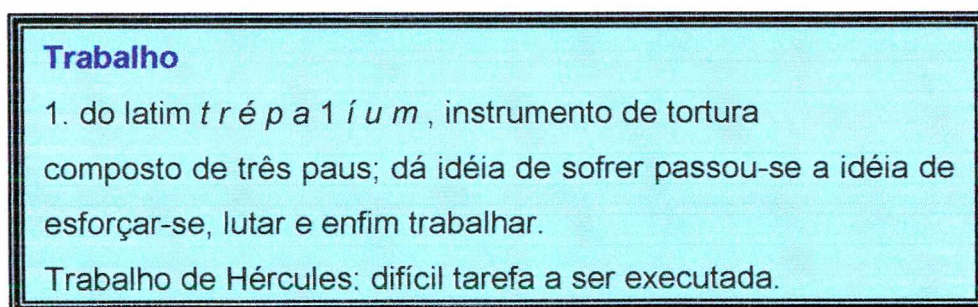 Trabalho
1. do latim t r é p a 1 í u m , instrumento de tortura
composto de três paus; dá idéia de sofrer passou-se a idéia de
esforçar-se, lutar e enfim trabalhar.
Trabalho de Hércules: difícil tarefa a ser executada.